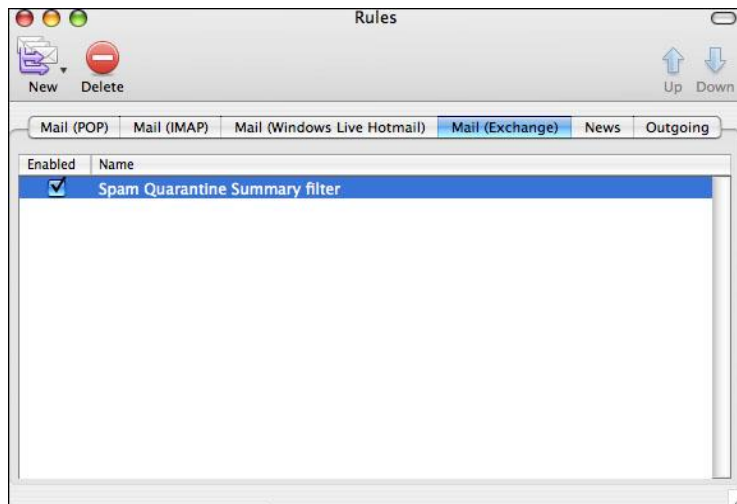 Rules
New Delete Up Down
Mail (POP) Mail (IMAP) Mail (Windows Live Hotmail) Mail (Exchange) News Outgoing
Enabled Name
Spam Quarantine Summary filter